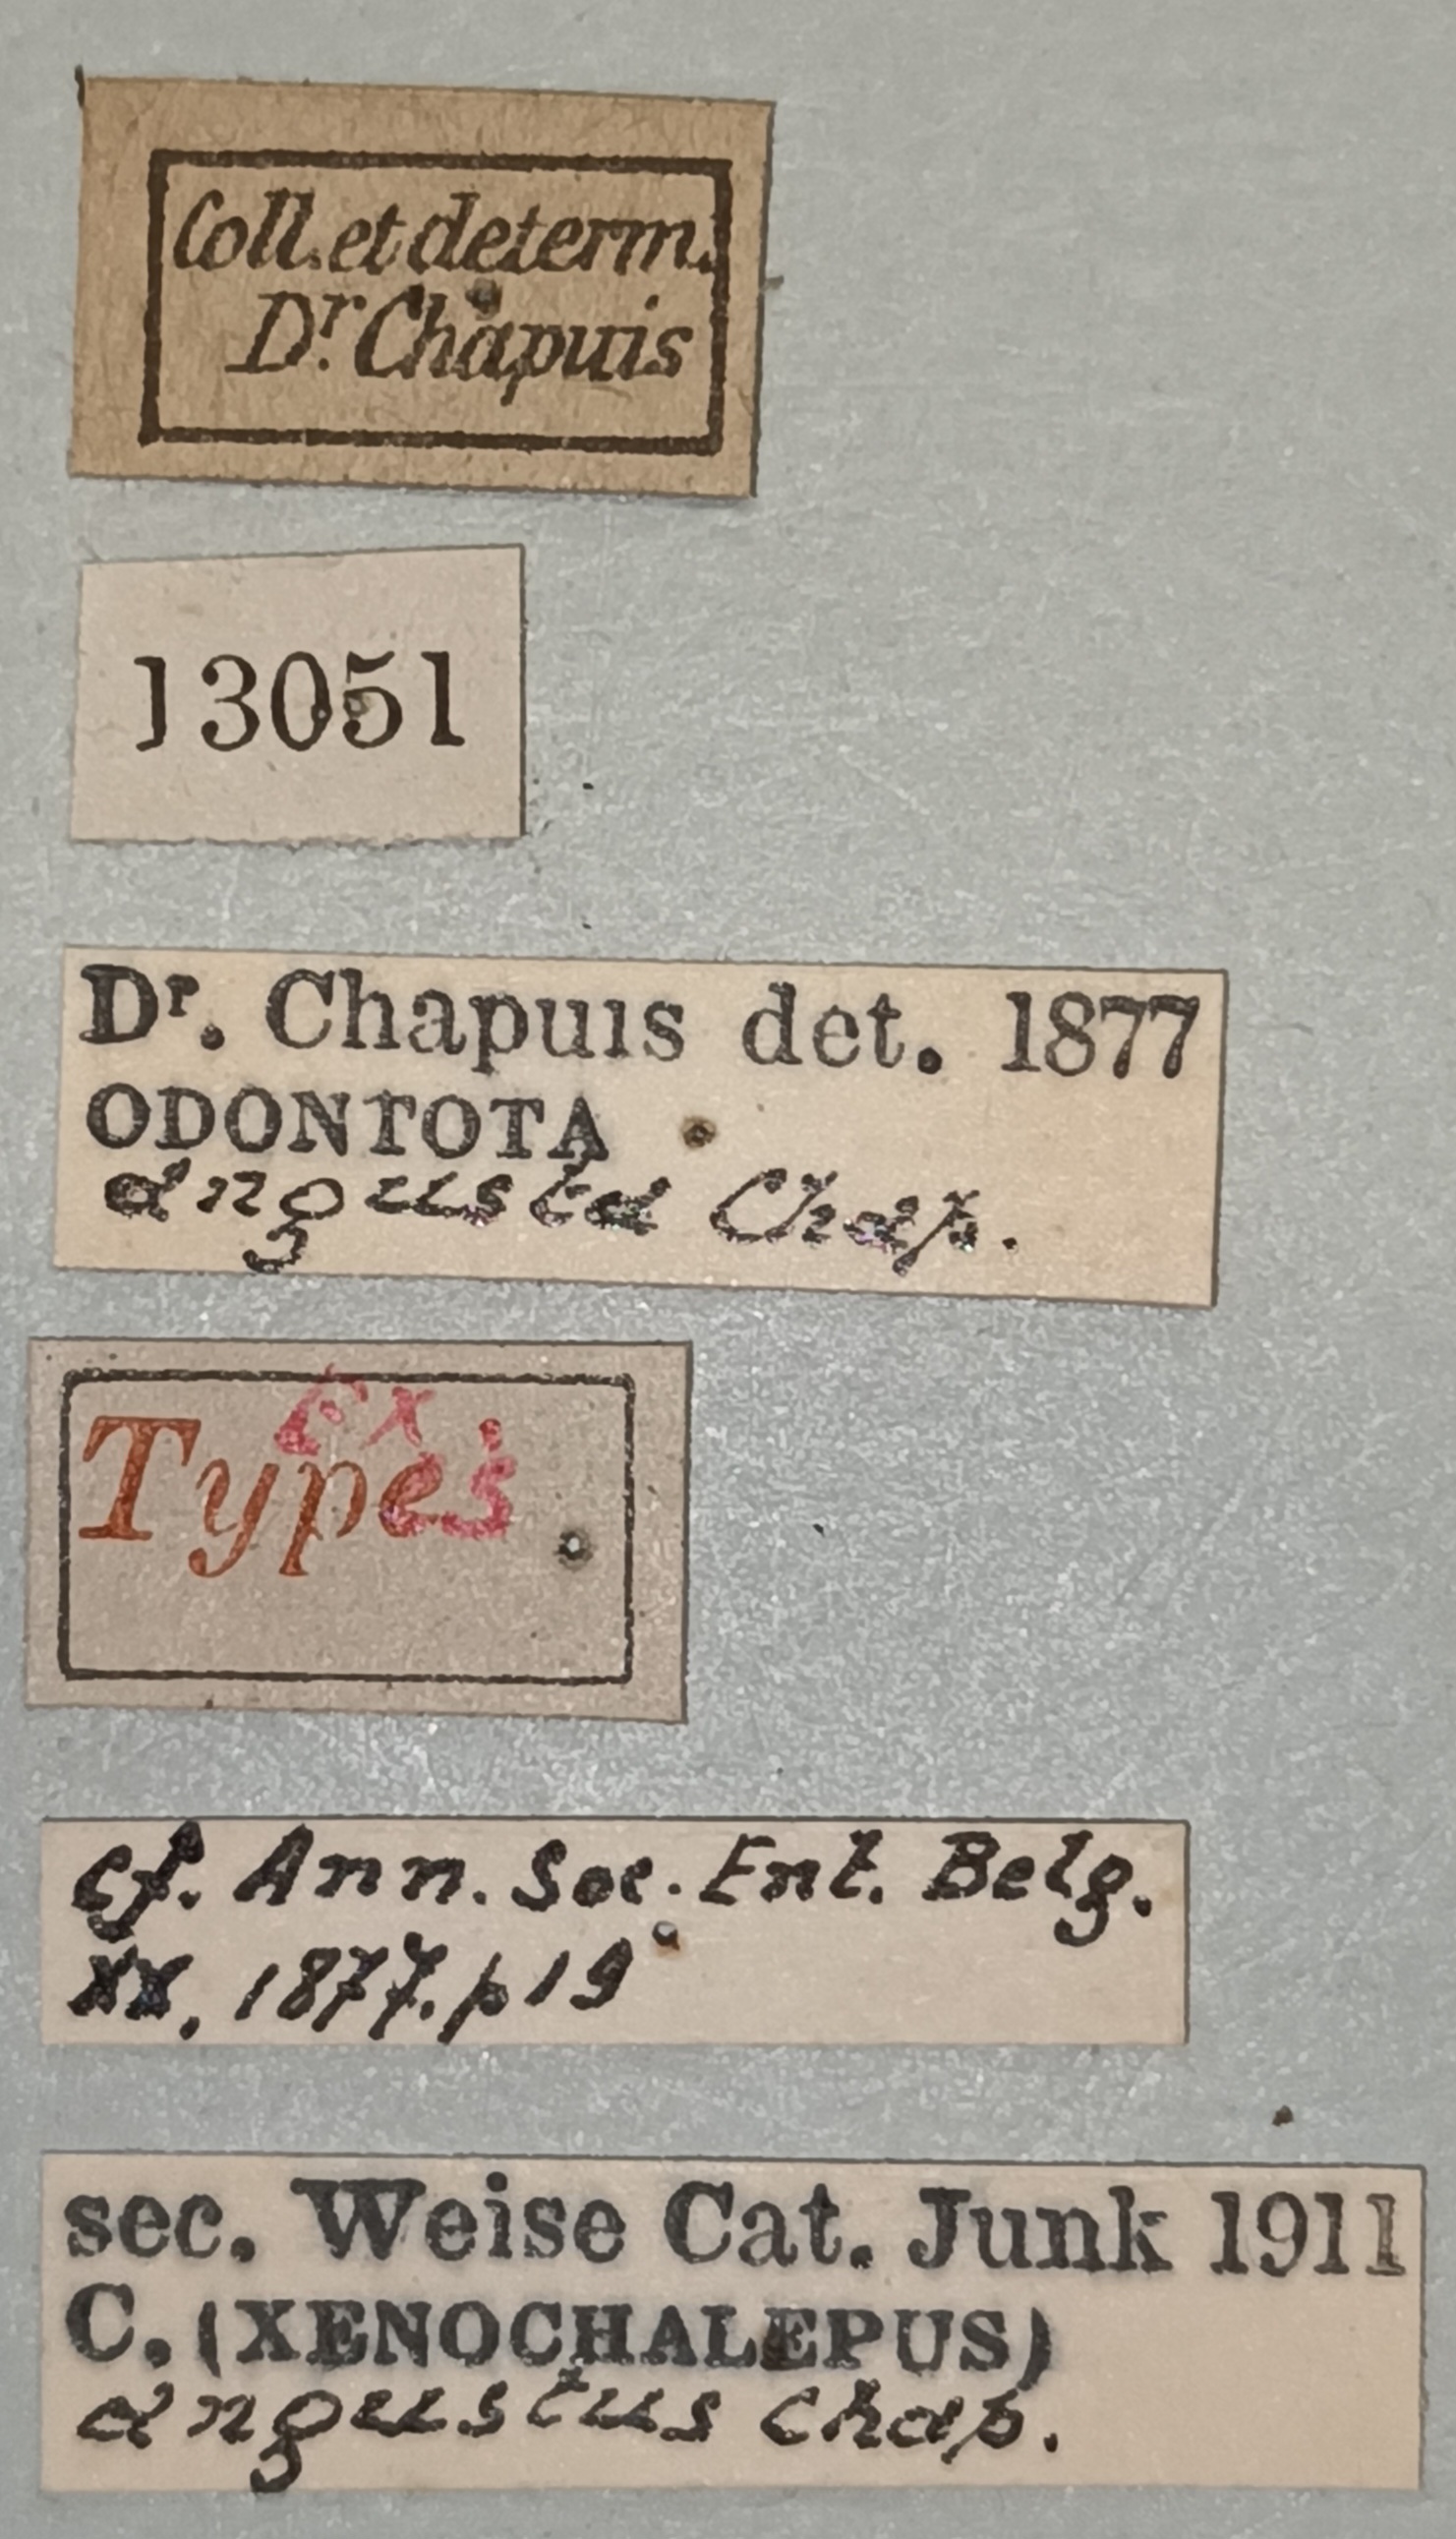 Coll. et determ.
Dr. Chapuis
13051
Dr. Chapuis det. 1877
ODONTOTA
angusta Chap.
Ex
Types
cf. Ann. Soc. Ent. Belg.
XX, 1877. p 19
sec. Weise Cat. Junk 1911
C. (XENOCHALEPUS)
angustus Chap.